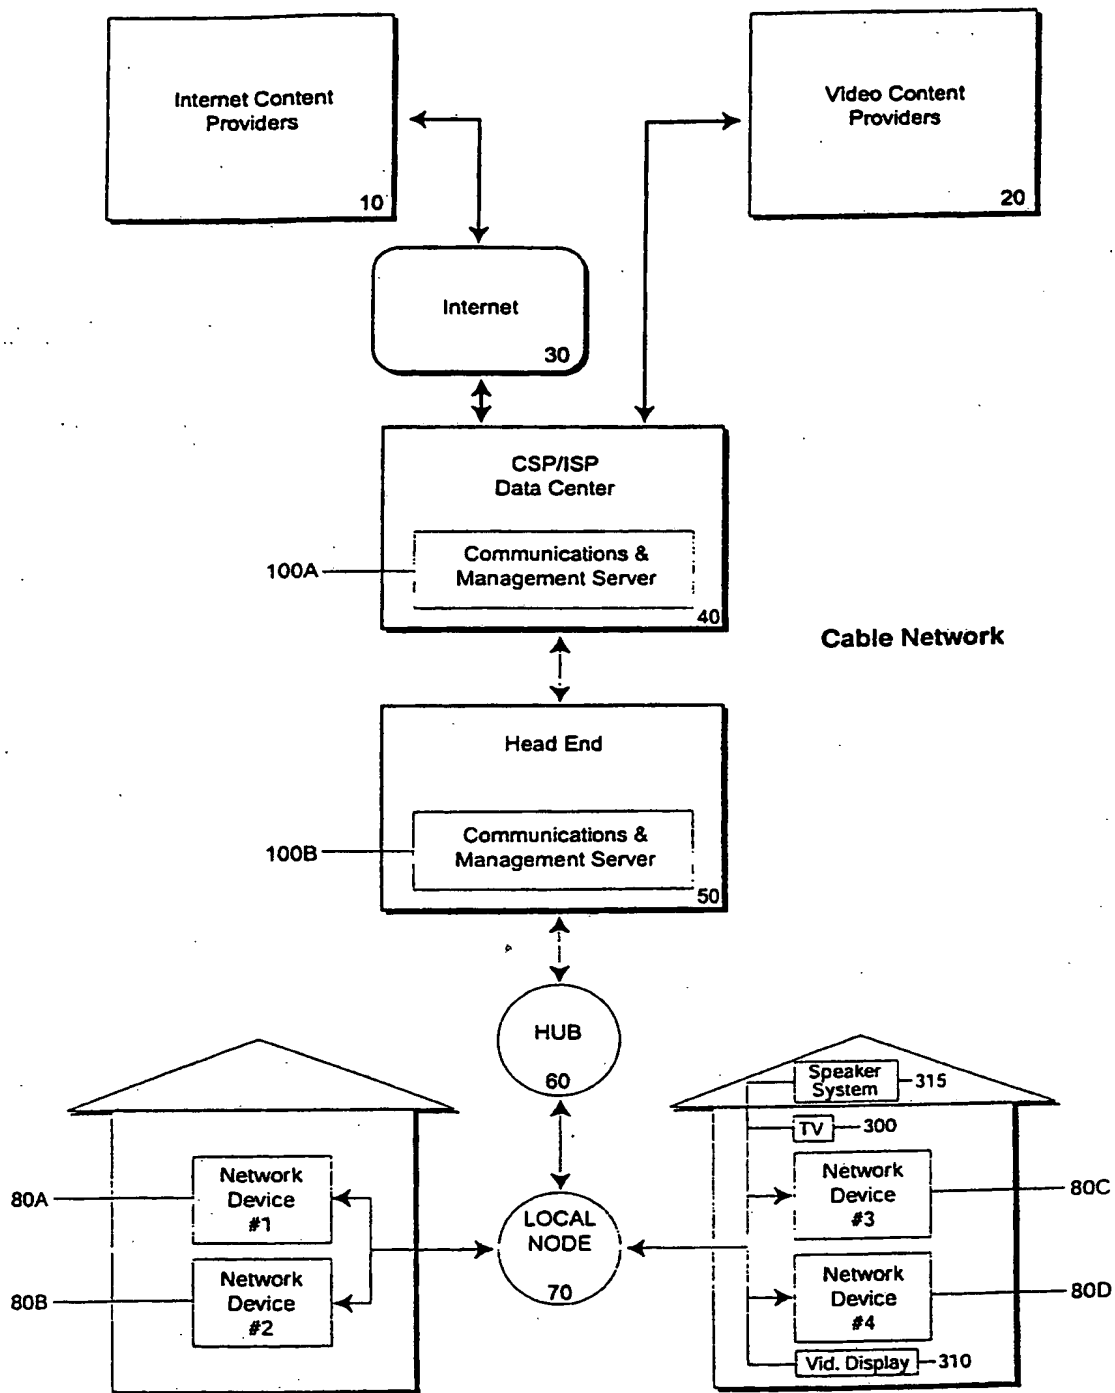 Internet Content
Providers
10
Video Content
Providers
20
Internet
30
CSP/ISP
Data Center
Communications &
Management Server
100A
40
Cable Network
Head End
Communications &
Management Server
100B
50
HUB
60
Speaker
System
315
TV
300
Network
Device
#1
80A
Network
Device
#2
80B
LOCAL
NODE
70
Network
Device
#3
80C
Network
Device
#4
80D
Vid. Display
310